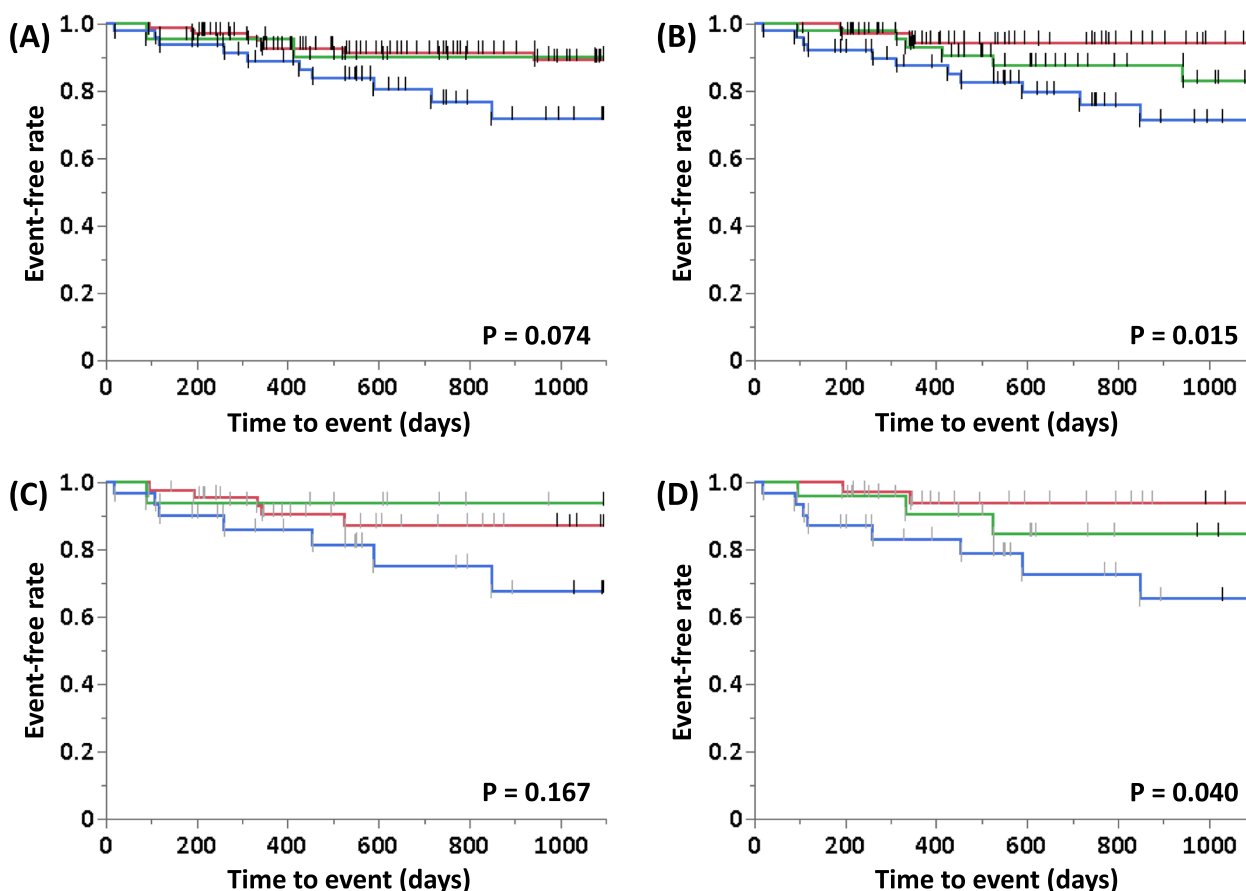 (A)
Event-free rate
1.0
0.8
0.6
0.4
0.2
0
P = 0.074
0 200 400 600 800 1000
Time to event (days)
(B)
Event-free rate
1.0
0.8
0.6
0.4
0.2
0
P = 0.015
0 200 400 600 800 1000
Time to event (days)
(C)
Event-free rate
1.0
0.8
0.6
0.4
0.2
0
P = 0.167
0 200 400 600 800 1000
Time to event (days)
(D)
Event-free rate
1.0
0.8
0.6
0.4
0.2
0
P = 0.040
0 200 400 600 800 1000
Time to event (days)